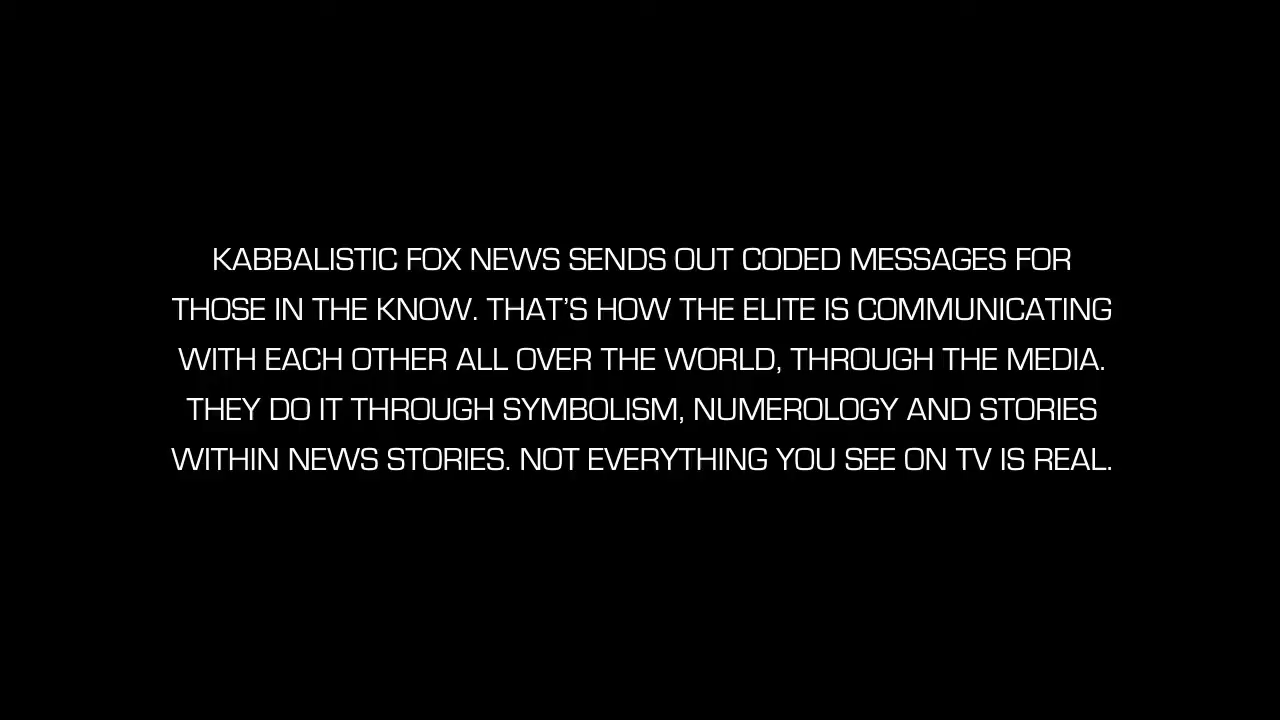 KABBALISTIC FOX NEWS SENDS OUT CODED MESSAGES FOR
THOSE IN THE KNOW. THAT’S HOW THE ELITE IS COMMUNICATING
WITH EACH OTHER ALL OVER THE WORLD, THROUGH THE MEDIA.
THEY DO IT THROUGH SYMBOLISM, NUMEROLOGY AND STORIES
WITHIN NEWS STORIES. NOT EVERYTHING YOU SEE ON TV IS REAL.